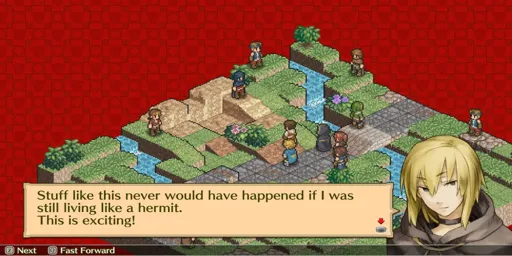 Stuff like this never would have happened if I was
still living like a hermit.
This is exciting!
Next Fast Forward